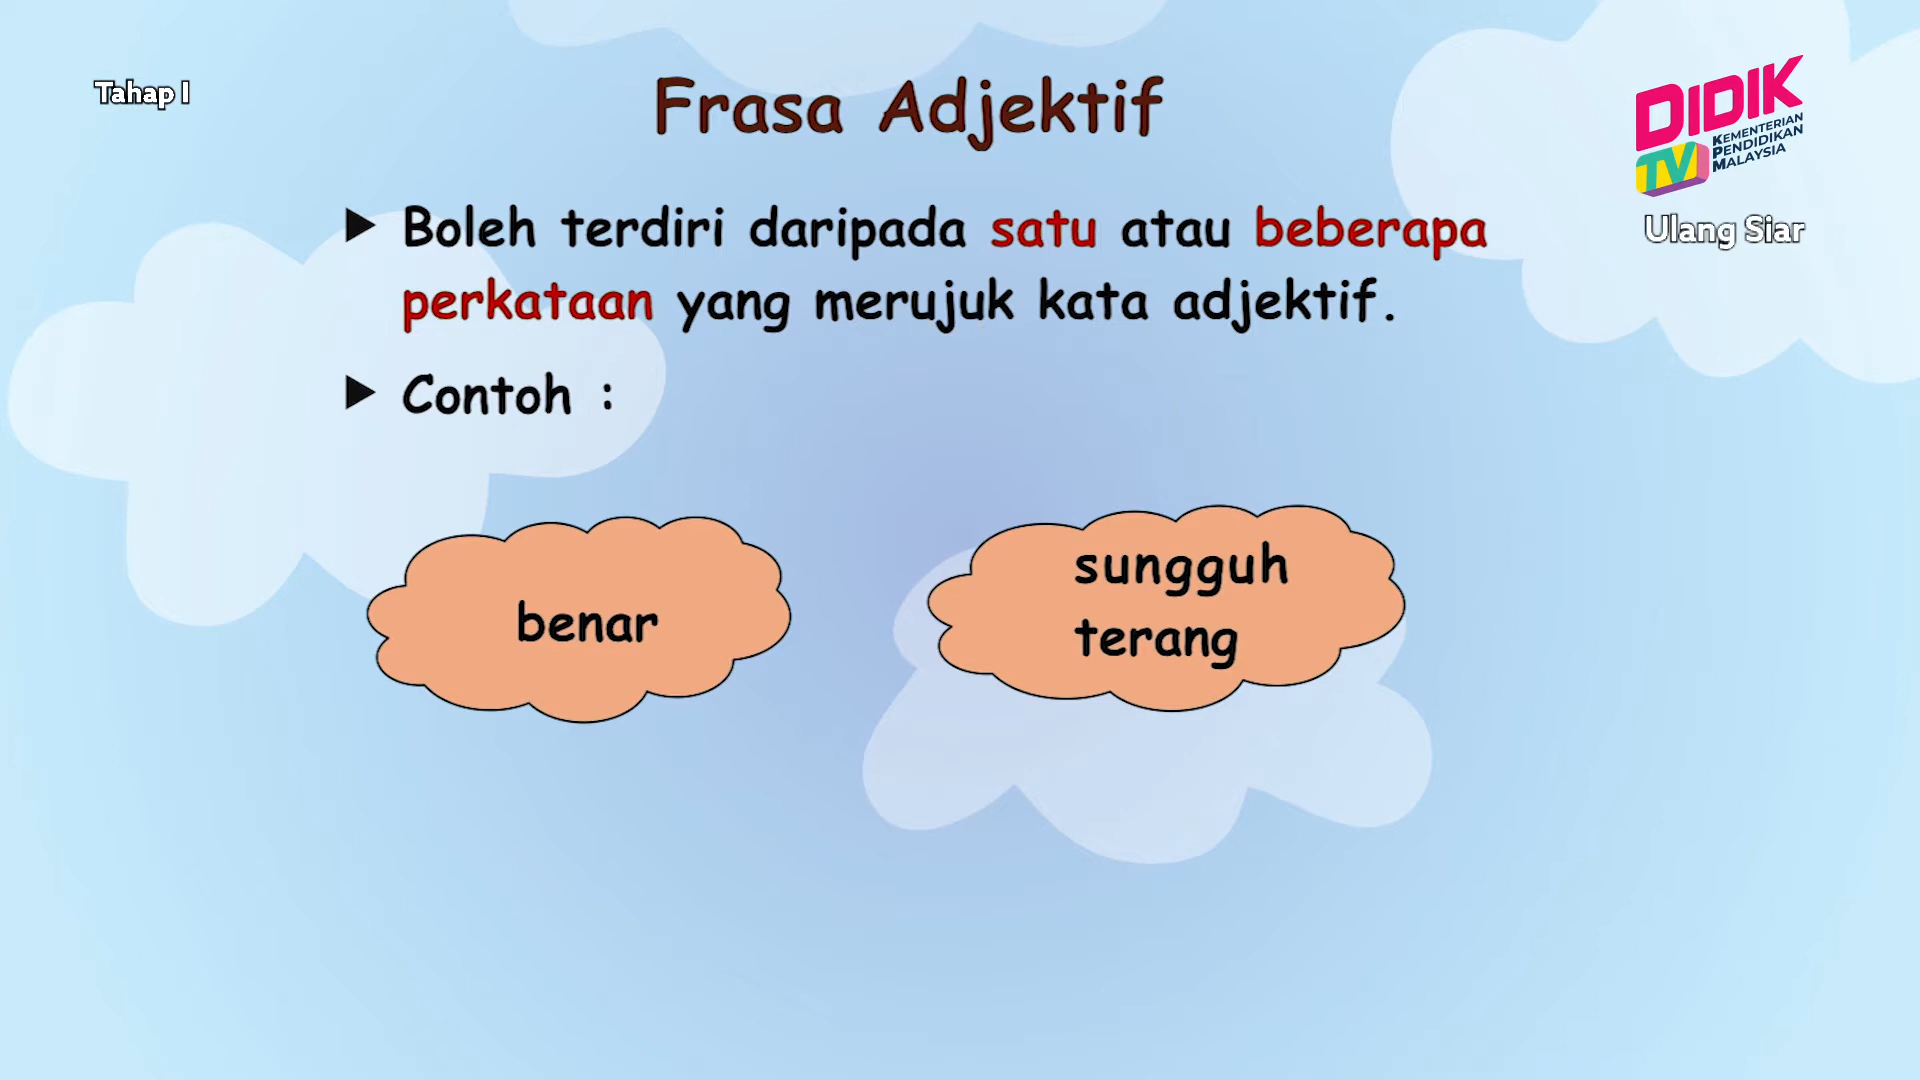 Tahap I
Frasa Adjektif
DIDIK
TV
KEMENTERIAN
PENDIDIKAN
MALAYSIA
Ulang Siar
Boleh terdiri daripada satu atau beberapa
perkataan yang merujuk kata adjektif.
Contoh :
benar
sungguh
terang